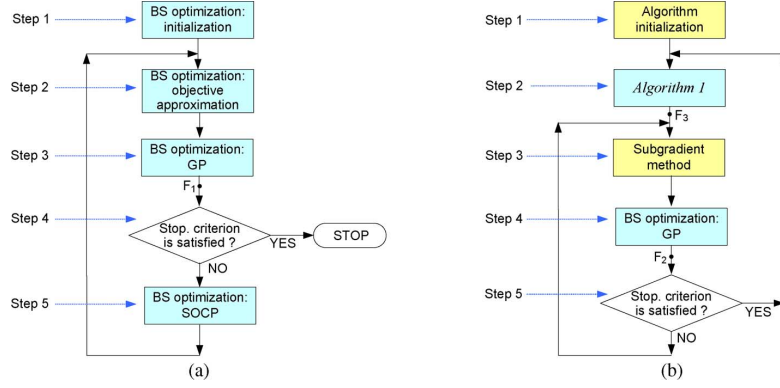 Step 1
BS optimization:
initialization
Step 2
BS optimization:
objective
approximation
Step 3
BS optimization:
GP
F1
Step 4
Stop. criterion
is satisfied ?
YES
STOP
NO
Step 5
BS optimization:
SOCP
(a)
Step 1
Algorithm
initialization
Step 2
Algorithm 1
F3
Step 3
Subgradient
method
Step 4
BS optimization:
GP
F2
Step 5
Stop. criterion
is satisfied ?
YES
NO
(b)